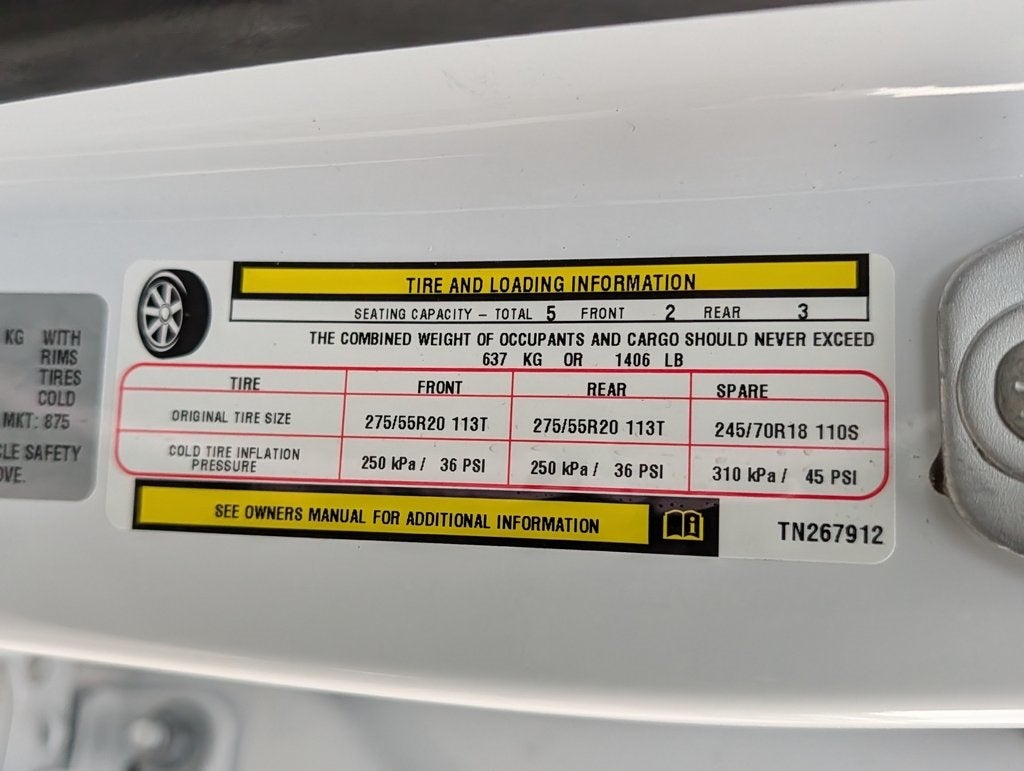 KG WITH
RIMS
TIRES
COLD
MKT: 875
CLE SAFETY
OVE.
TIRE AND LOADING INFORMATION
SEATING CAPACITY – TOTAL 5 FRONT 2 REAR 3
THE COMBINED WEIGHT OF OCCUPANTS AND CARGO SHOULD NEVER EXCEED
637 KG OR 1406 LB
TIRE FRONT REAR SPARE
ORIGINAL TIRE SIZE 275/55R20 113T 275/55R20 113T 245/70R18 110S
COLD TIRE INFLATION
PRESSURE 250 kPa / 36 PSI 250 kPa / 36 PSI 310 kPa / 45 PSI
SEE OWNERS MANUAL FOR ADDITIONAL INFORMATION
TN267912